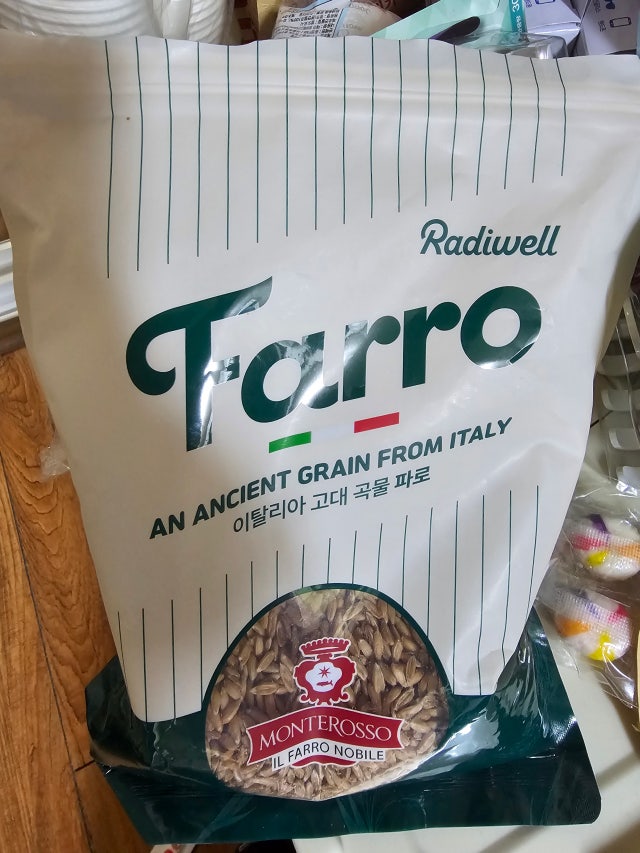 Radiwell
Farro
AN ANCIENT GRAIN FROM ITALY
이탈리아 고대 곡물 파로
MONTEROSSO
IL FARRO NOBILE